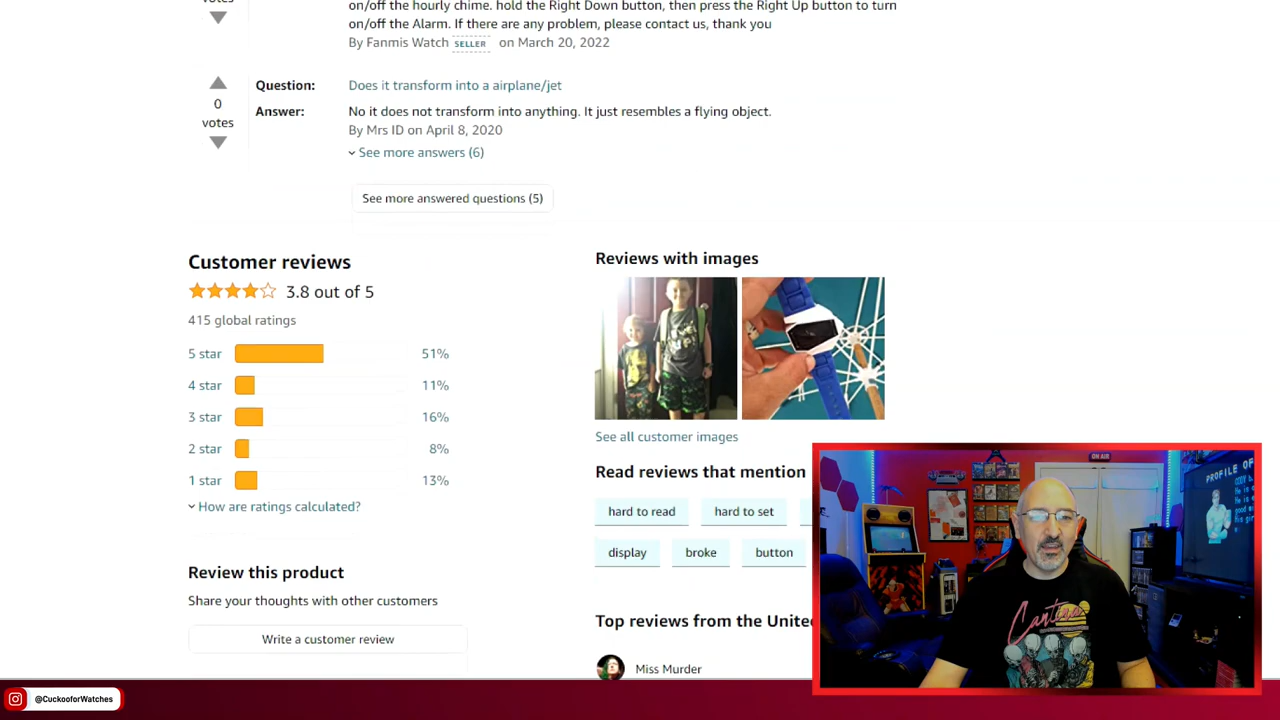 votes
on/off the hourly chime. hold the Right Down button, then press the Right Up button to turn
on/off the Alarm. If there are any problem, please contact us, thank you
By Fanmis Watch SELLER on March 20, 2022
0
votes
Question: Does it transform into a airplane/jet
Answer: No it does not transform into anything. It just resembles a flying object.
By Mrs ID on April 8, 2020
See more answers (6)
See more answered questions (5)
Customer reviews
3.8 out of 5
415 global ratings
5 star 51%
4 star 11%
3 star 16%
2 star 8%
1 star 13%
How are ratings calculated?
Review this product
Share your thoughts with other customers
Write a customer review
Reviews with images
See all customer images
Read reviews that mention
hard to read hard to set
display broke button
Top reviews from the Unite
Miss Murder
ON AIR
PROFILE OF
Cantina
@CuckooforWatches